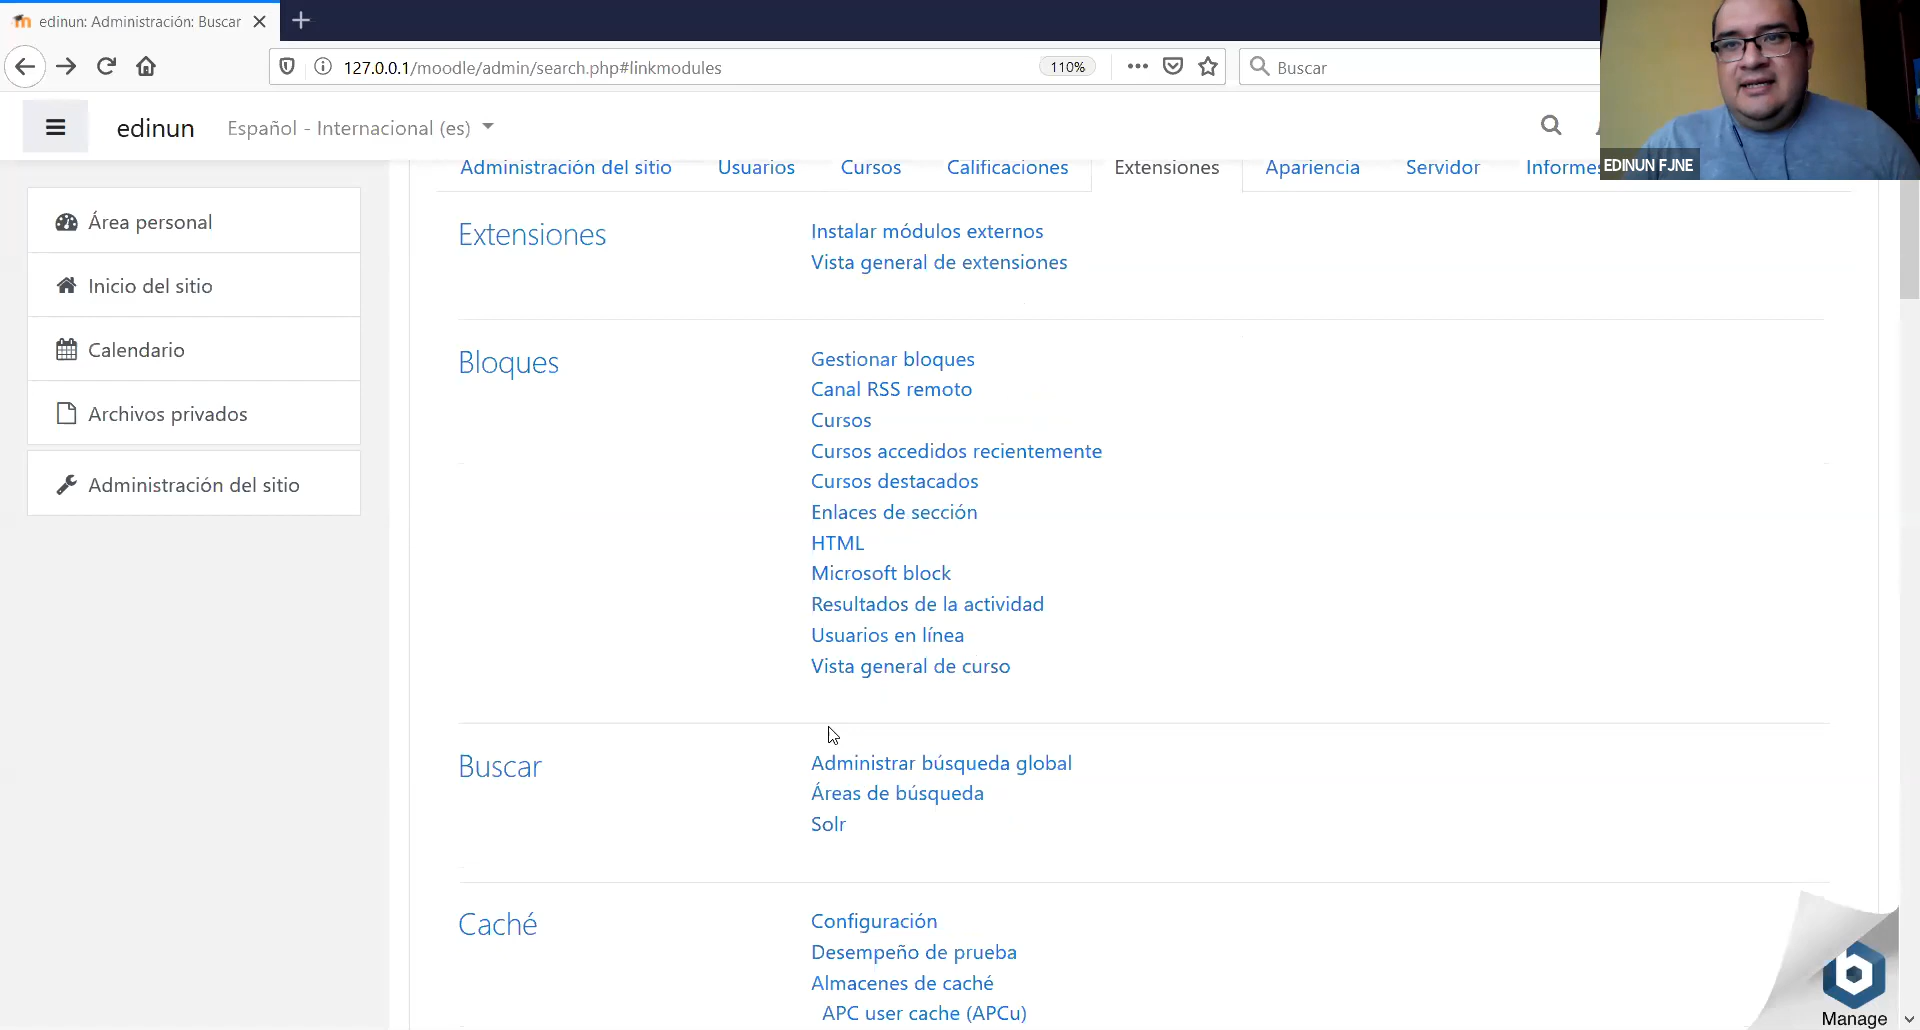 edinun: Administración: Buscar
127.0.0.1/moodle/admin/search.php#linkmodules
110%
Buscar
edinun
Español - Internacional (es)
EDINUN FJNE
Administración del sitio
Usuarios
Cursos
Calificaciones
Extensiones
Apariencia
Servidor
Informes
Área personal
Inicio del sitio
Calendario
Archivos privados
Administración del sitio
Extensiones
Instalar módulos externos
Vista general de extensiones
Bloques
Gestionar bloques
Canal RSS remoto
Cursos
Cursos accedidos recientemente
Cursos destacados
Enlaces de sección
HTML
Microsoft block
Resultados de la actividad
Usuarios en línea
Vista general de curso
Buscar
Administrar búsqueda global
Áreas de búsqueda
Solr
Caché
Configuración
Desempeño de prueba
Almacenes de caché
APC user cache (APCu)
Manage